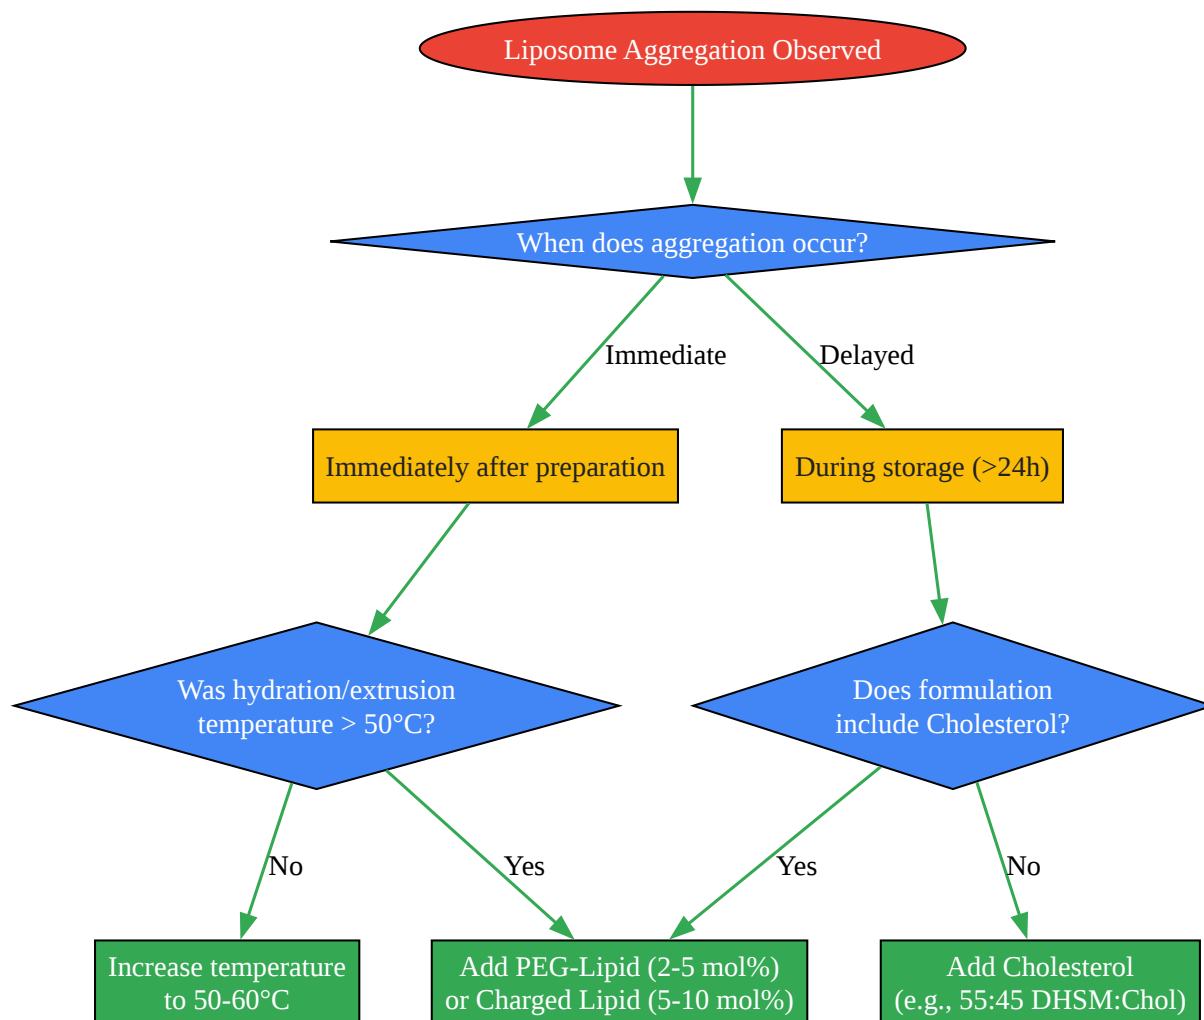 Liposome Aggregation Observed
When does aggregation occur?
Immediate
Delayed
Immediately after preparation
During storage (>24h)
Was hydration/extrusion
temperature > 50°C?
Does formulation
include Cholesterol?
No
Yes
Yes
No
Increase temperature
to 50-60°C
Add PEG-Lipid (2-5 mol%)
or Charged Lipid (5-10 mol%)
Add Cholesterol
(e.g., 55:45 DHSM:Chol)